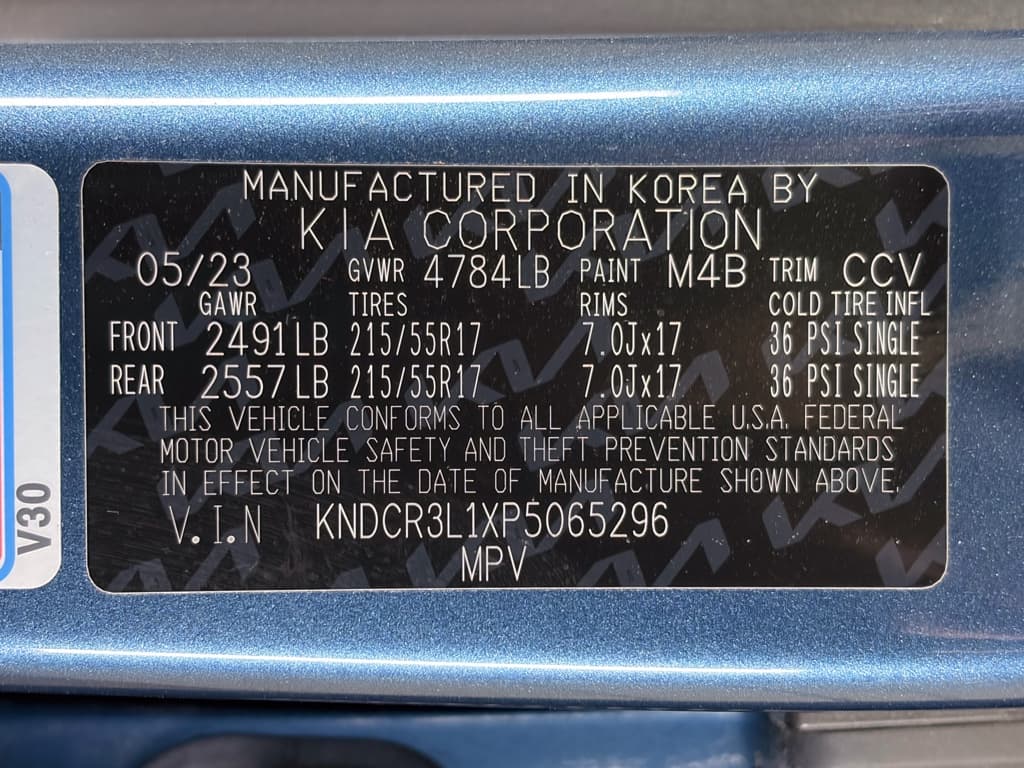 MANUFACTURED IN KOREA BY
KIA CORPORATION
05/23 GVWR 4784LB PAINT M4B TRIM CCV
GAWR TIRES RIMS COLD TIRE INFL
FRONT 2491LB 215/55R17 7.0Jx17 36 PSI SINGLE
REAR 2557LB 215/55R17 7.0Jx17 36 PSI SINGLE
THIS VEHICLE CONFORMS TO ALL APPLICABLE U.S.A. FEDERAL
MOTOR VEHICLE SAFETY AND THEFT PREVENTION STANDARDS
IN EFFECT ON THE DATE OF MANUFACTURE SHOWN ABOVE.
V.I.N KNDCR3L1XP5065296
MPV
V30